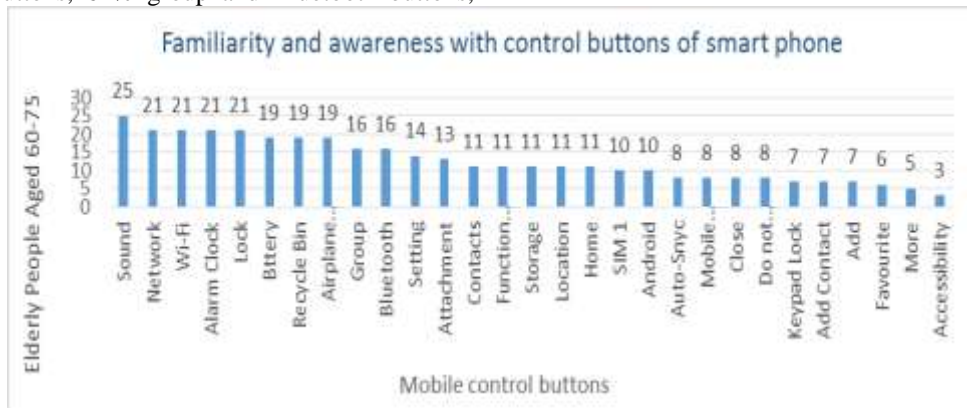 Familiarity and awareness with control buttons of smart phone
Elderly People Aged 60-75
30
25
20
15
10
5
0
25 21 21 21 21 19 19 19 16 16 14 13 11 11 11 11 11 10 10 8 8 8 8 7 7 7 6 5 3
Sound
Network
Wi-Fi
Alarm Clock
Lock
Bttery
Recycle Bin
Airplane...
Group
Bluetooth
Setting
Attachment
Contacts
Function...
Storage
Location
Home
SIM 1
Android
Auto-Snyc
Mobile...
Close
Do not...
Keypad Lock
Add Contact
Add
Favourite
More
Accessibility
Mobile control buttons